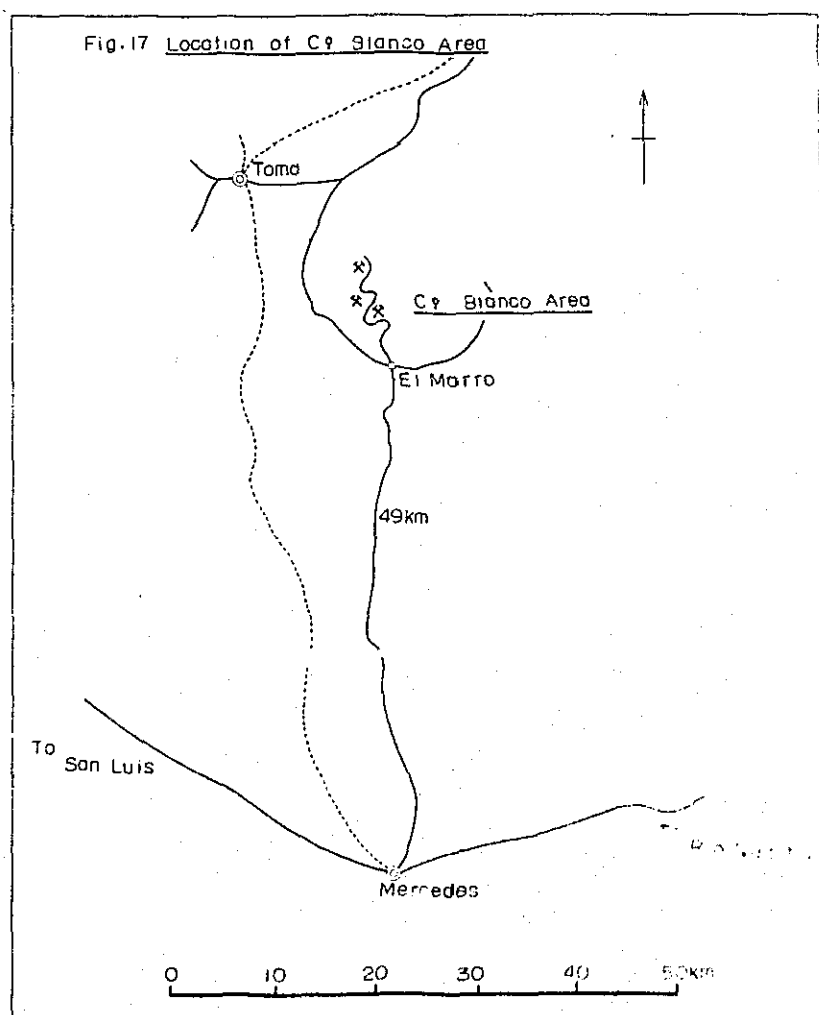 Fig.17 Location of Cº Blanco Area
Toma
Cº Blanco Area
El Marro
49km
To
San Luis
Mercedes
0 10 20 30 40 50km